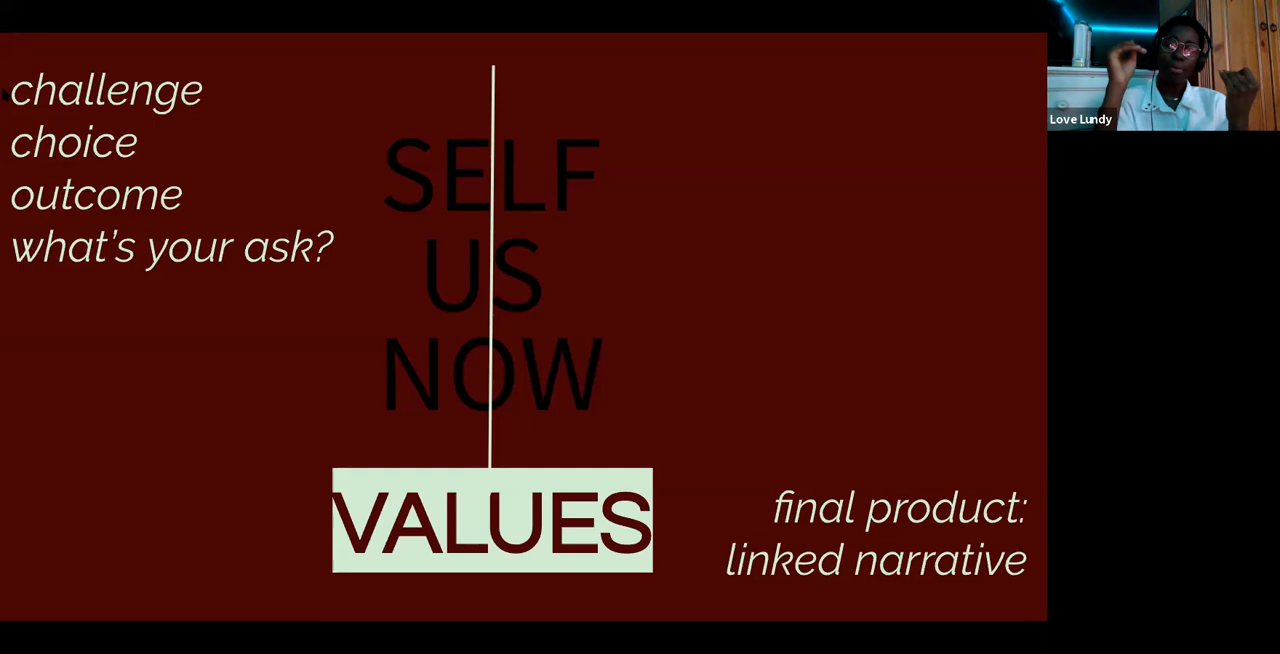 challenge
choice
outcome
what's your ask?
SELF
US
NOW
VALUES
final product:
linked narrative
Love Lundy